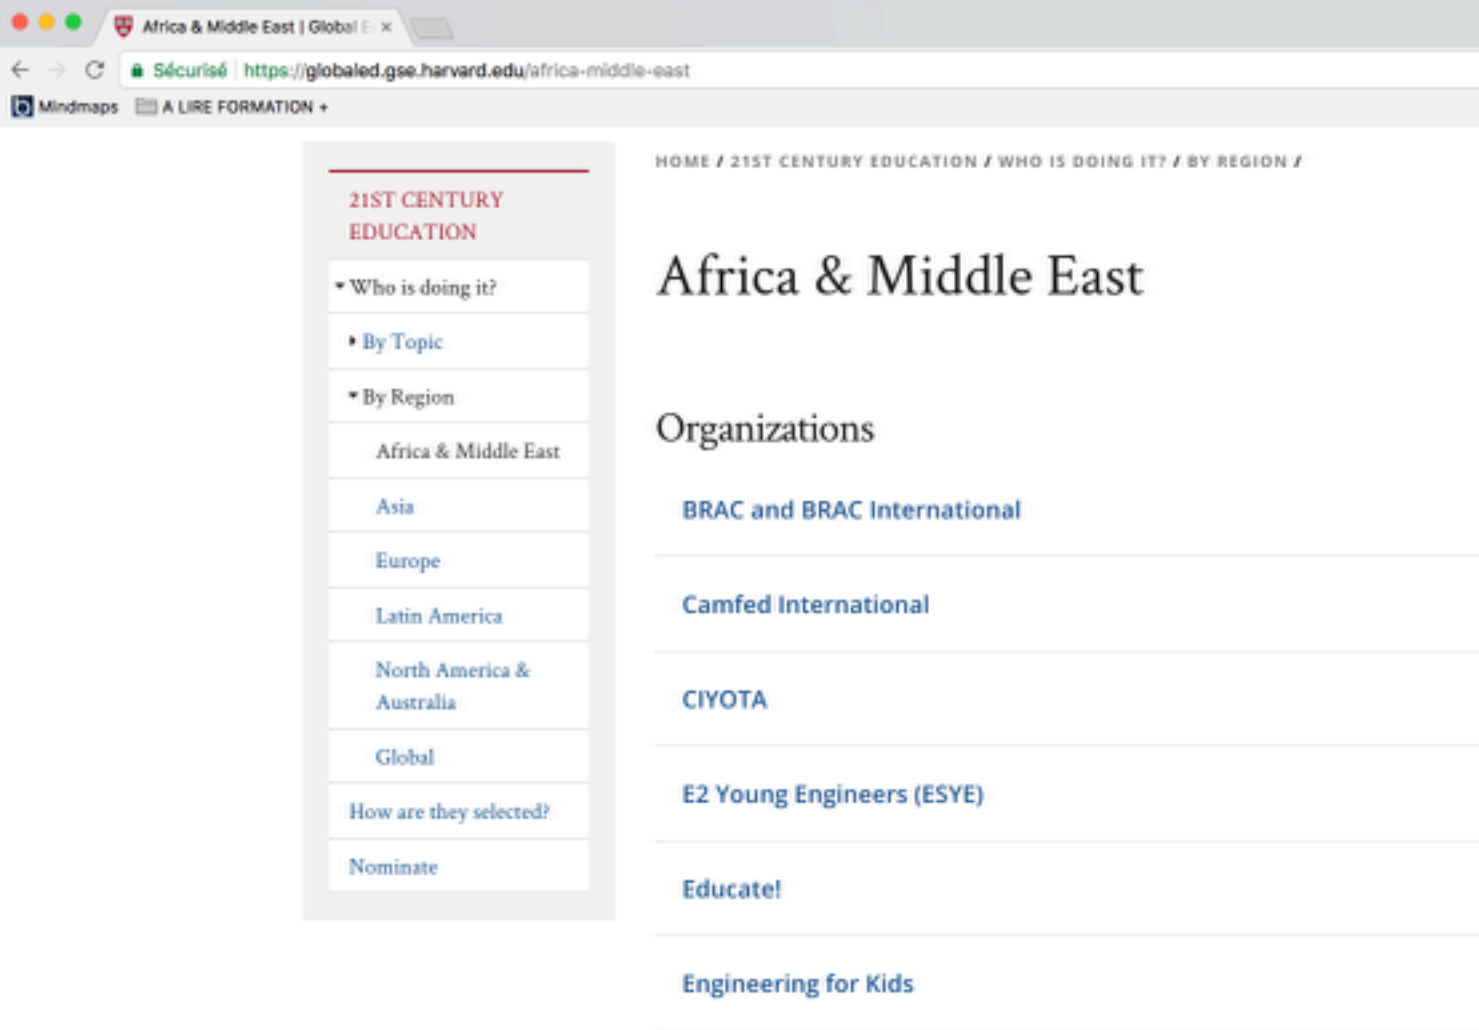 Africa & Middle East | Global E
Sécurisé https://globaled.gse.harvard.edu/africa-middle-east
Mindmaps A LIRE FORMATION +
21ST CENTURY
EDUCATION
Who is doing it?
By Topic
By Region
Africa & Middle East
Asia
Europe
Latin America
North America &
Australia
Global
How are they selected?
Nominate
HOME / 21ST CENTURY EDUCATION / WHO IS DOING IT? / BY REGION /
Africa & Middle East
Organizations
BRAC and BRAC International
Camfed International
CIYOTA
E2 Young Engineers (ESYE)
Educate!
Engineering for Kids